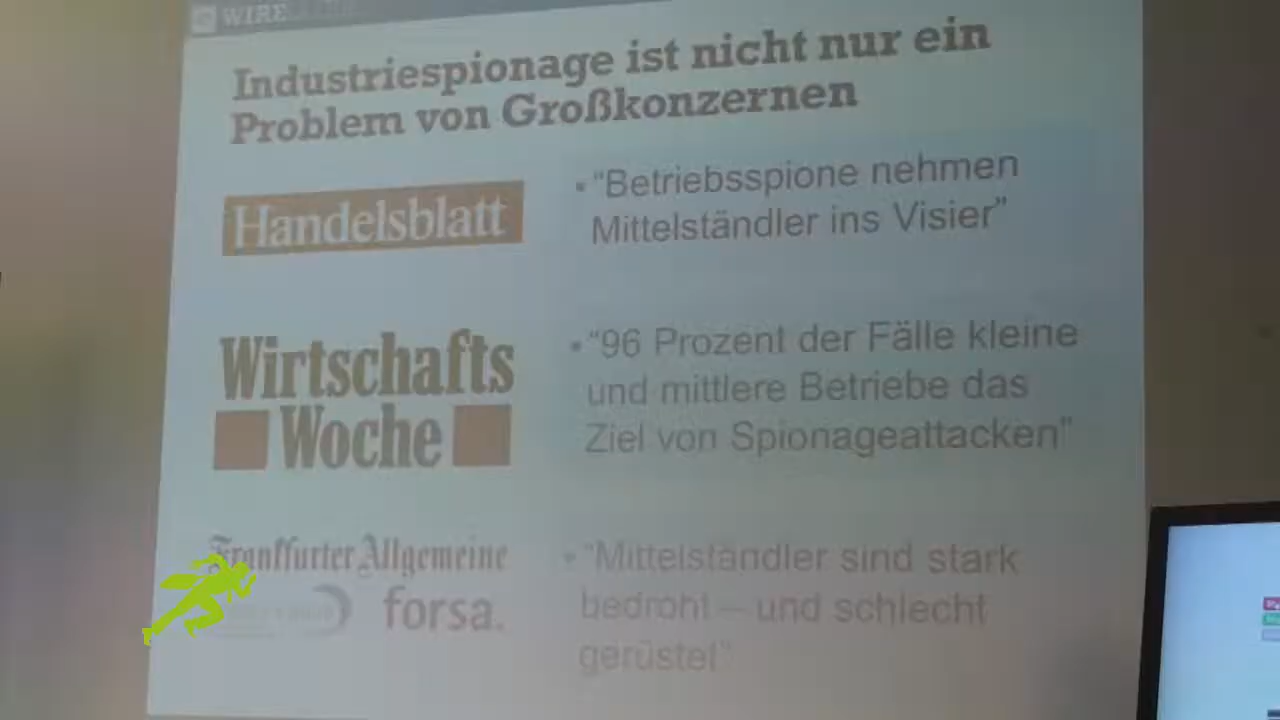 WIRE
Industriespionage ist nicht nur ein
Problem von Großkonzernen
Handelsblatt
▪ “Betriebsspione nehmen
Mittelständler ins Visier”
Wirtschafts
Woche
▪ “96 Prozent der Fälle kleine
und mittlere Betriebe das
Ziel von Spionageattacken”
Frankfurter Allgemeine
forsa.
▪ “Mittelständler sind stark
bedroht – und schlecht
gerüstet”